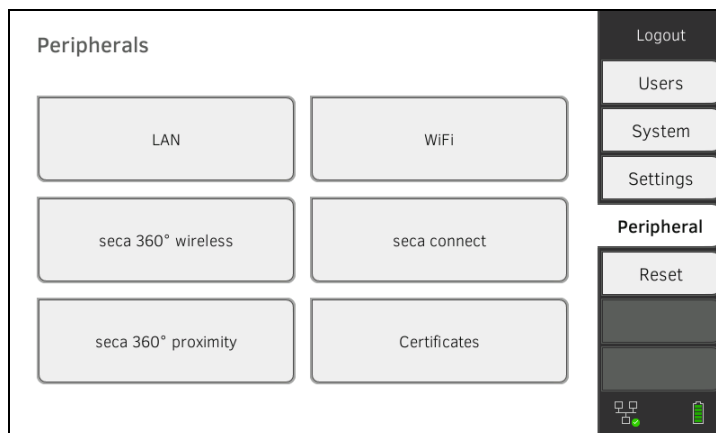 Peripherals
LAN
WiFi
seca 360° wireless
seca connect
seca 360° proximity
Certificates
Logout
Users
System
Settings
Peripheral
Reset